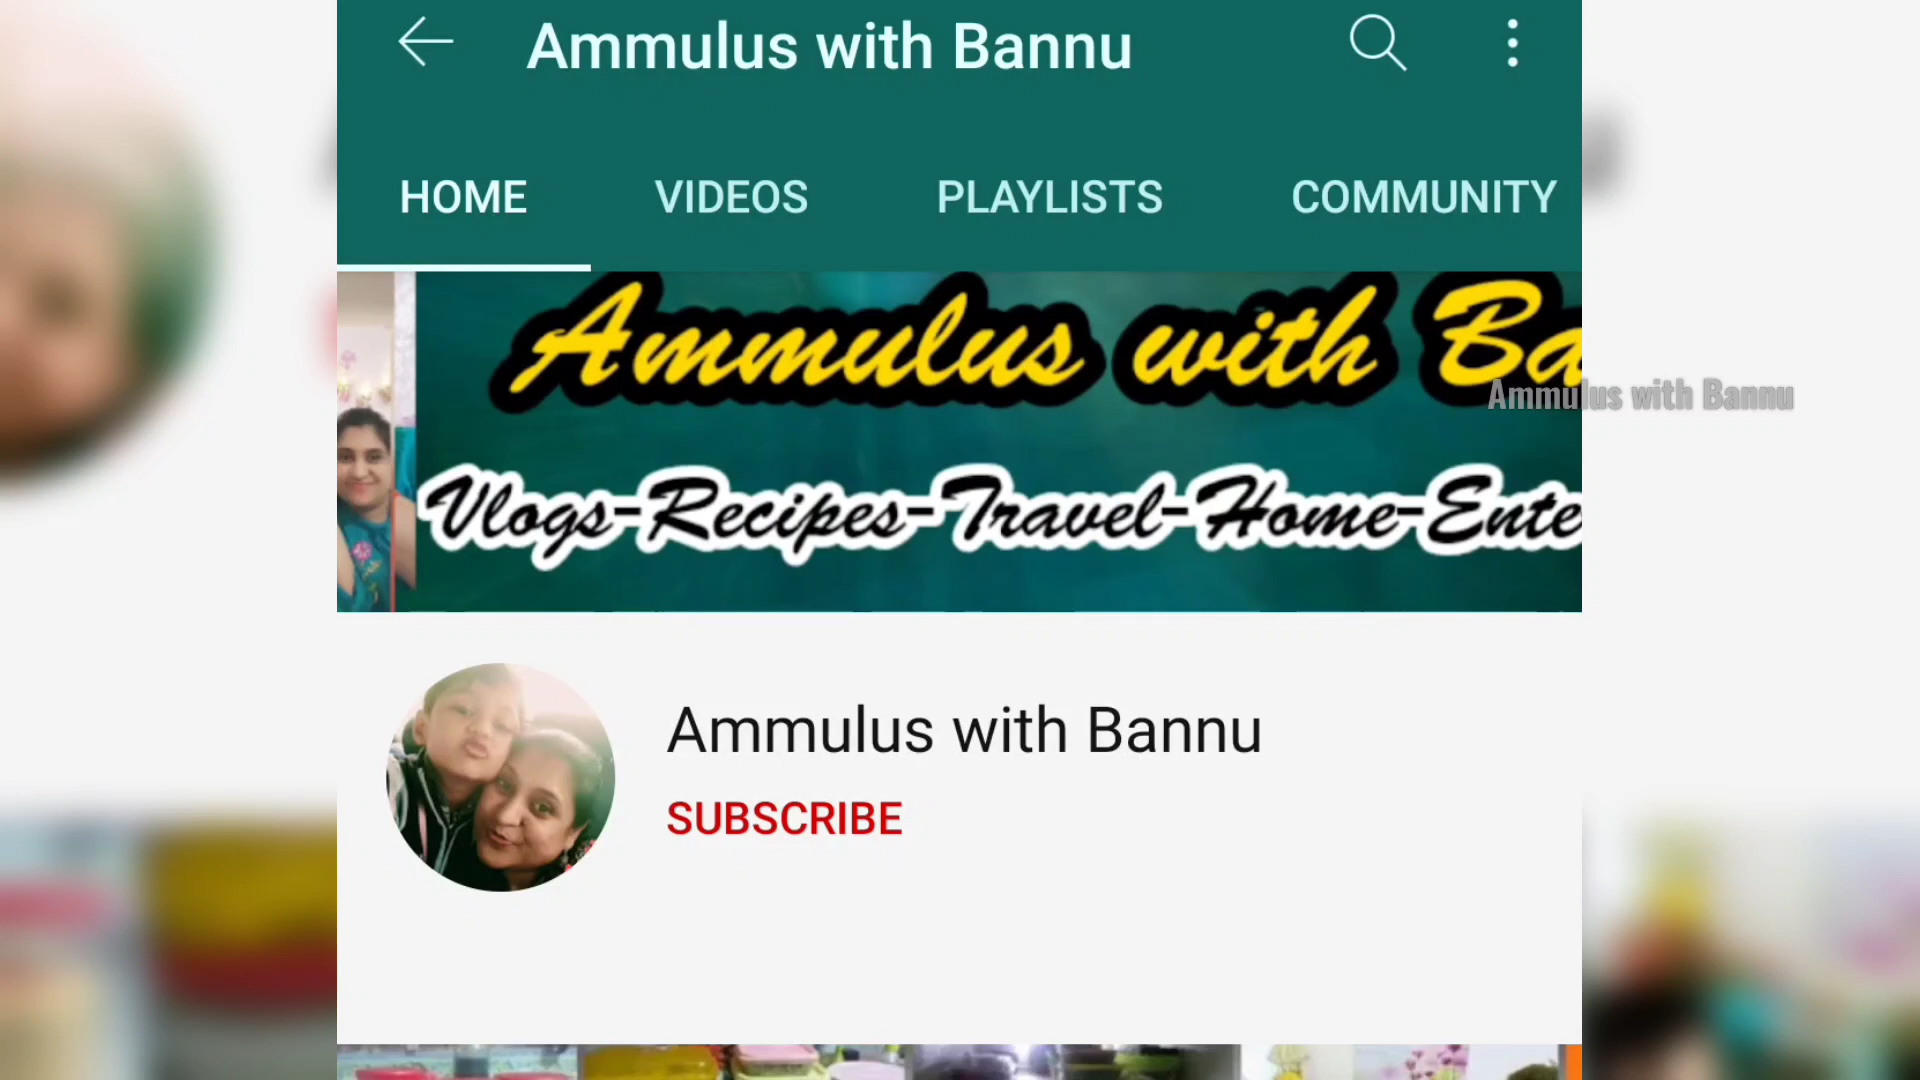 Ammulus with Bannu
HOME VIDEOS PLAYLISTS COMMUNITY
Ammulus with Ba
Ammulus with Bannu
Vlogs-Recipes-Travel-Home-Ente
Ammulus with Bannu
SUBSCRIBE